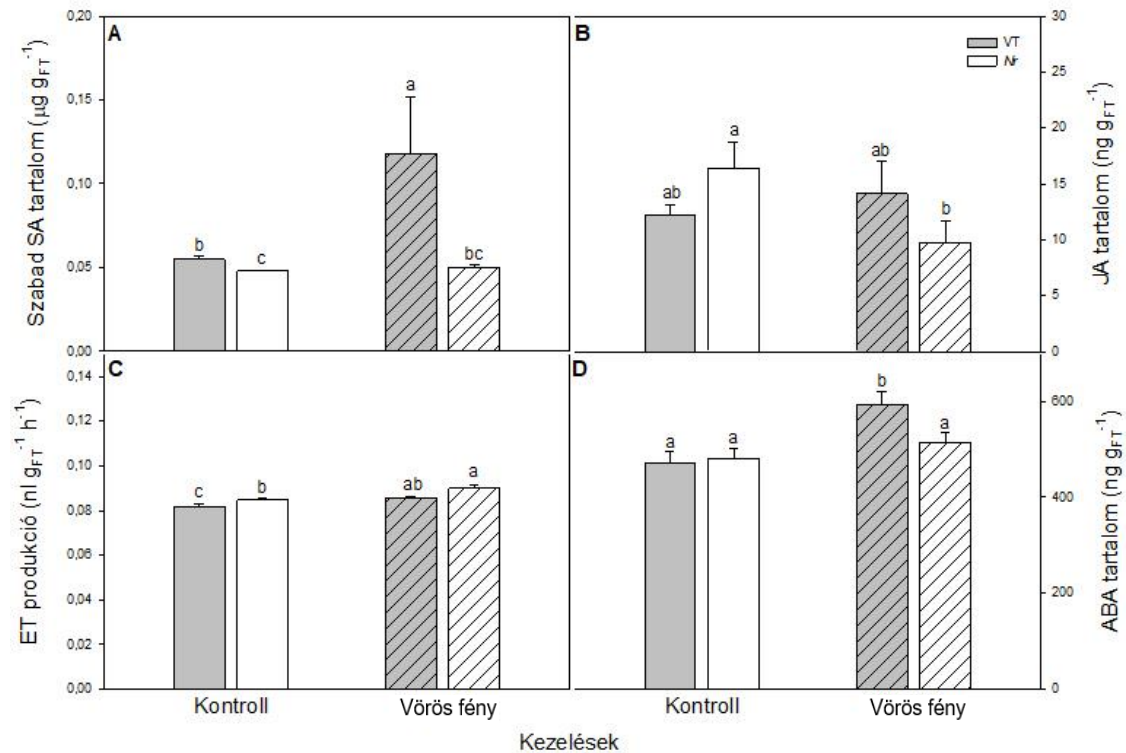 A
Szabad SA tartalom (μg gFT⁻¹)
0,20
0,15
0,10
0,05
0,00
b
c
a
bc
B
VT
Nr
JA tartalom (ng gFT⁻¹)
30
25
20
15
10
5
0
ab
a
ab
b
C
ET produkció (nl gFT⁻¹ h⁻¹)
0,14
0,12
0,10
0,08
0,06
0,04
0,02
0,00
c
b
ab
a
Kontroll
Vörös fény
D
ABA tartalom (ng gFT⁻¹)
600
400
200
0
a
a
b
a
Kontroll
Vörös fény
Kezelések